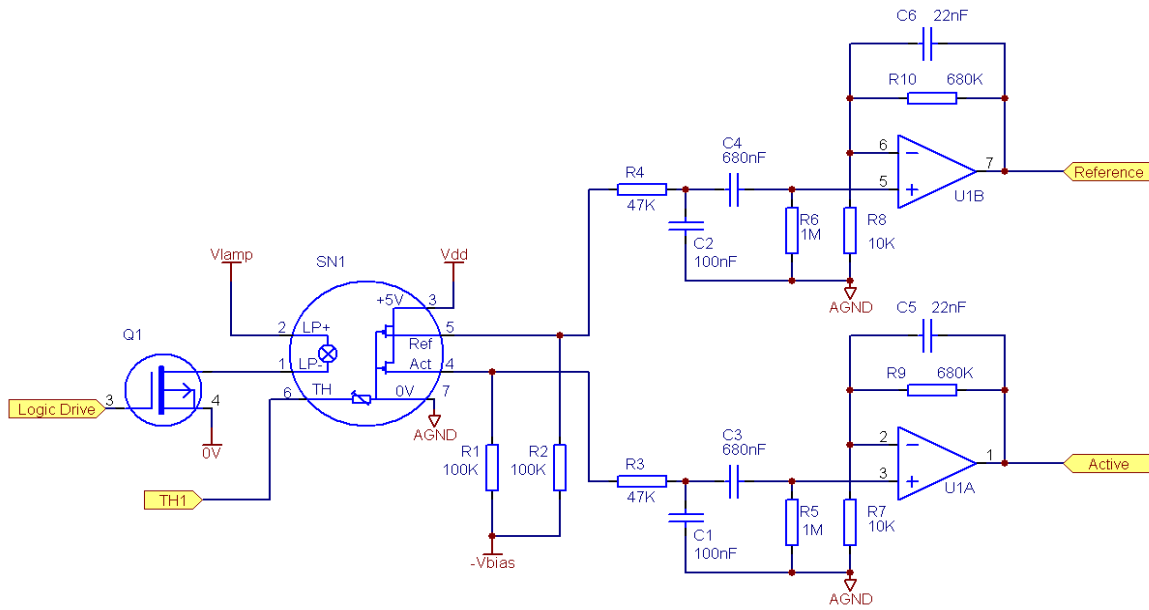 C6 22nF
R10 680K
C4
680nF
6
7
Reference
5
U1B
R4
47K
R6
1M
R8
10K
C2
100nF
AGND
Vlamp
SN1
Vdd
+5V 3
Q1
2 LP+
5
Ref
1 LP-
Act 4
6 TH
0V 7
Logic Drive 3
4
0V
AGND
TH1
R1
100K
R2
100K
-Vbias
C5 22nF
R9 680K
C3
680nF
2
1
Active
3
U1A
R3
47K
R5
1M
R7
10K
C1
100nF
AGND